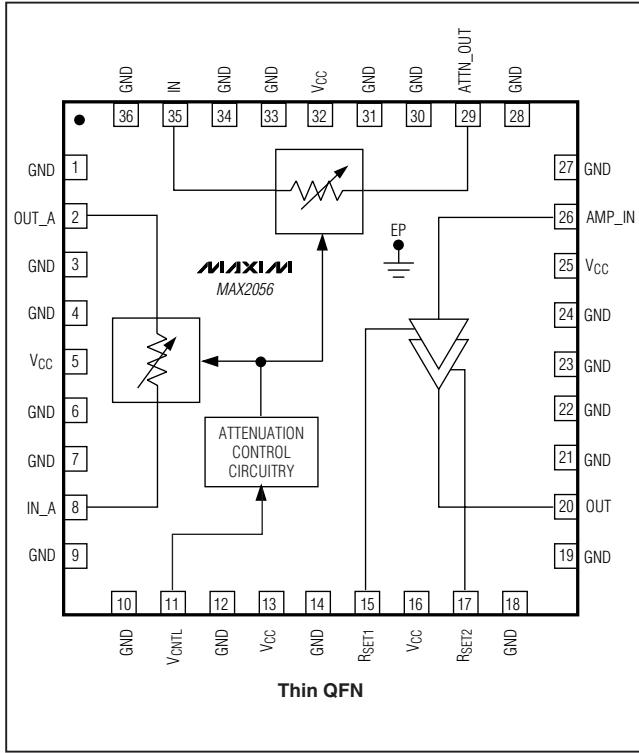 GND
IN
GND
GND
VCC
GND
GND
ATTN_OUT
GND
36
35
34
33
32
31
30
29
28
GND 1
OUT_A 2
GND 3
GND 4
VCC 5
GND 6
GND 7
IN_A 8
GND 9
27 GND
26 AMP_IN
25 VCC
24 GND
23 GND
22 GND
21 GND
20 OUT
19 GND
EP
MAXIM
MAX2056
ATTENUATION
CONTROL
CIRCUITRY
10
11
12
13
14
15
16
17
18
GND
VCNTL
GND
VCC
GND
RSET1
VCC
RSET2
GND
Thin QFN